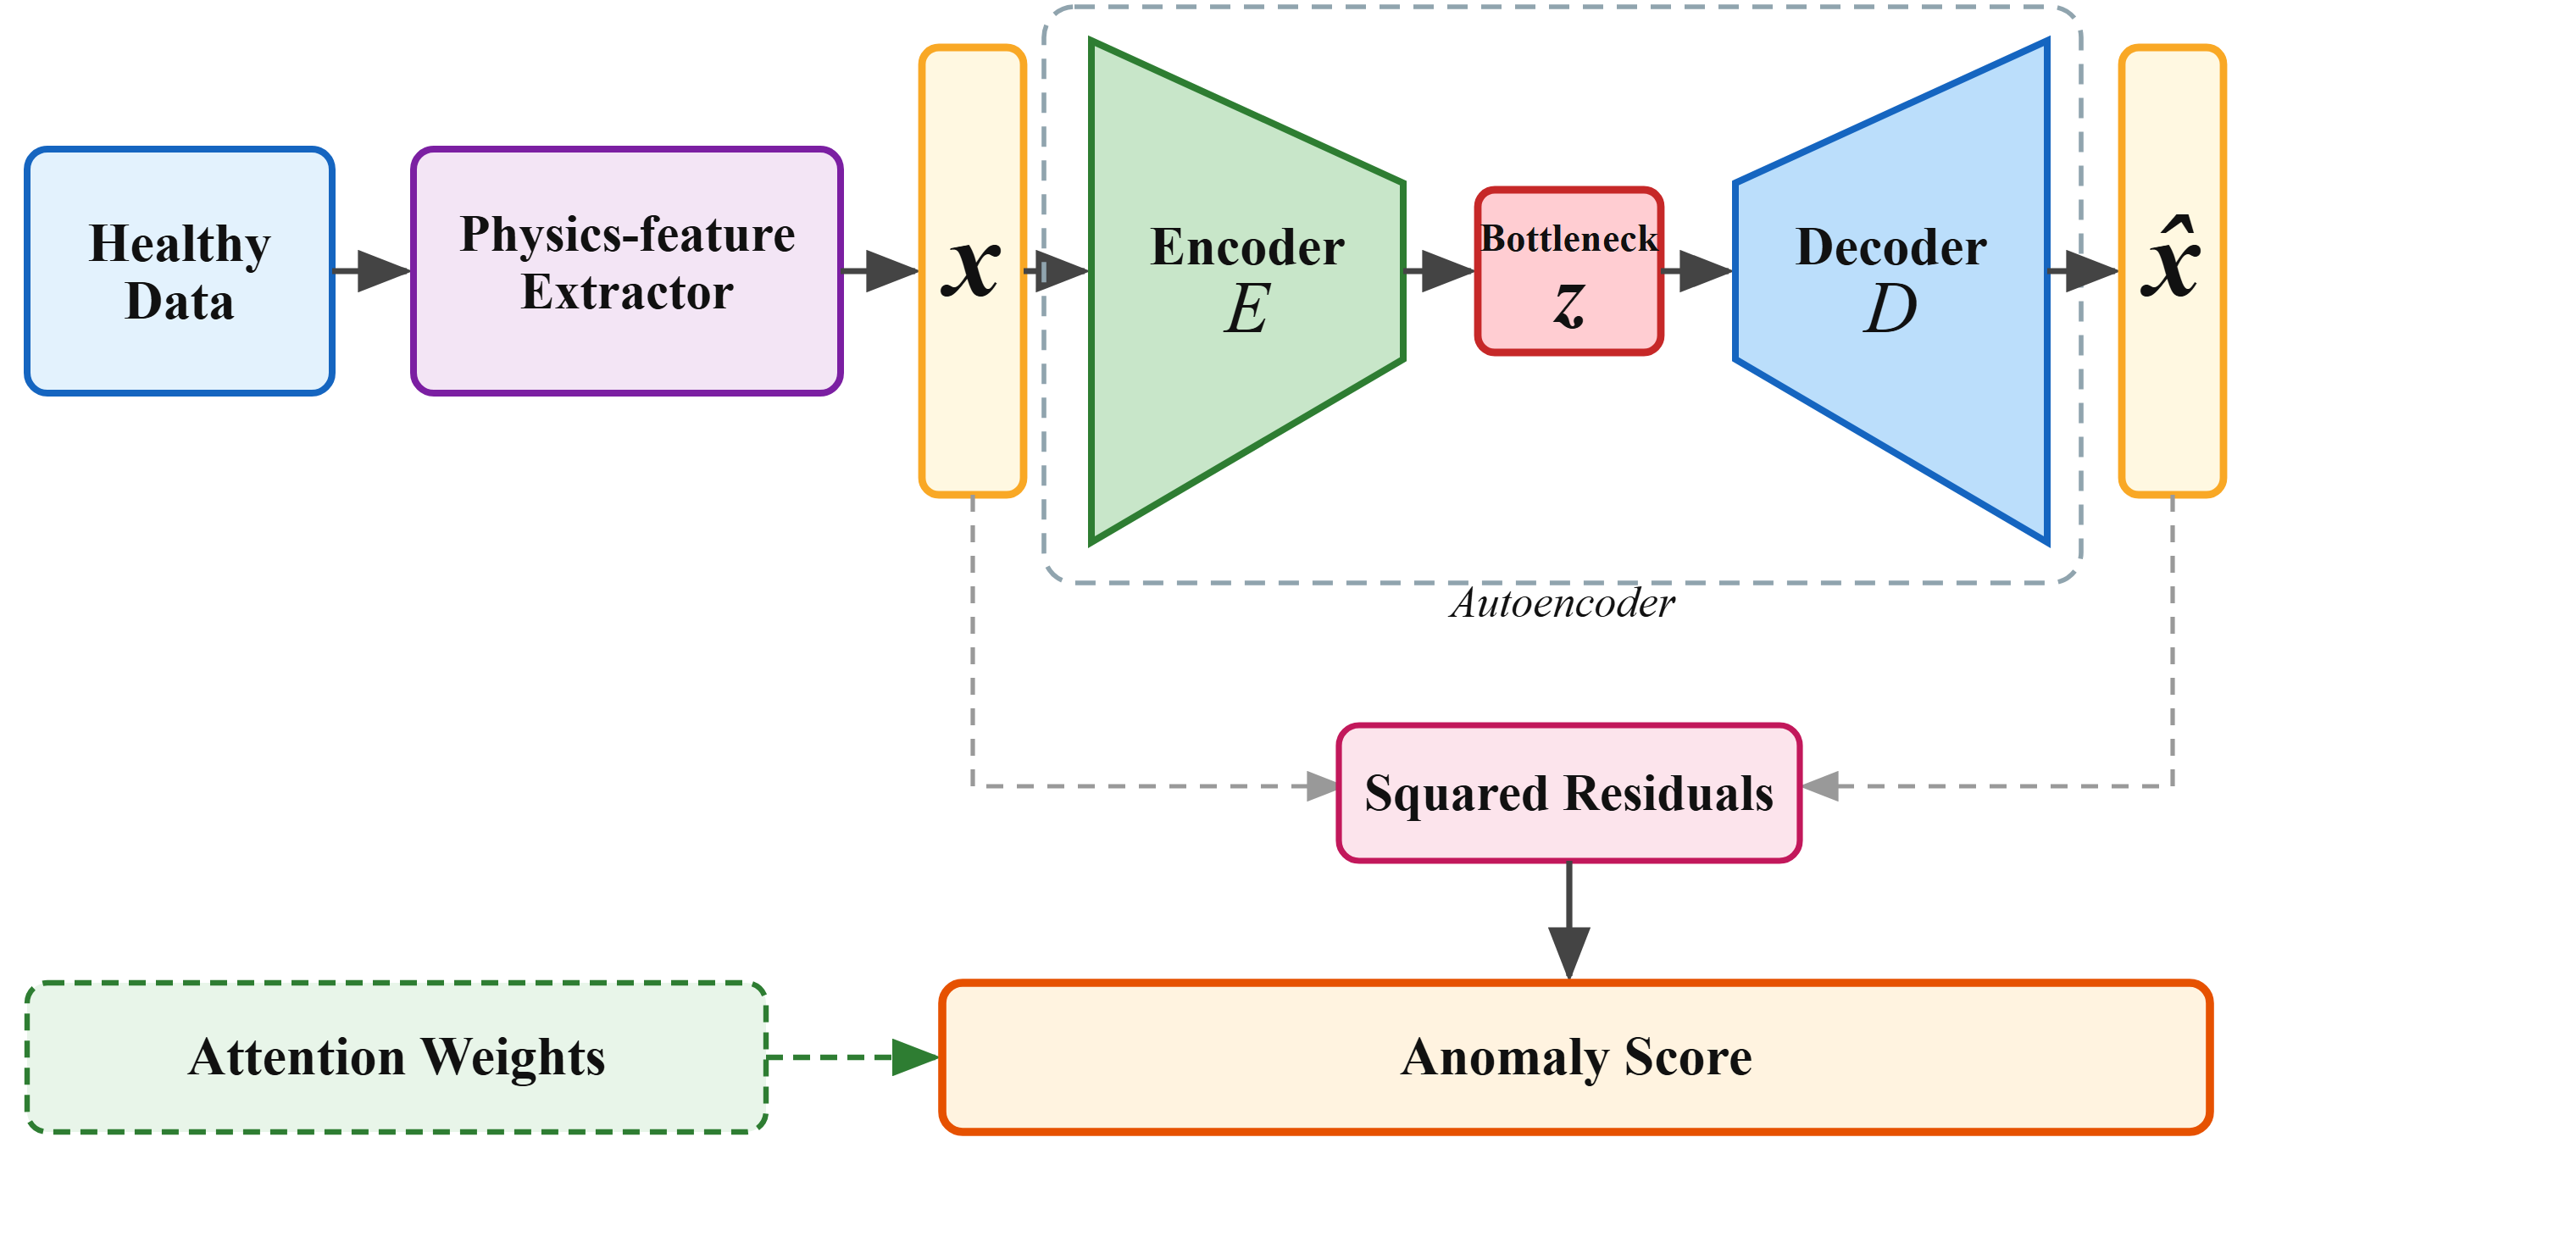 Healthy
Data
Physics-feature
Extractor
x
Encoder
E
Bottleneck
z
Decoder
D
x̂
Autoencoder
Squared Residuals
Attention Weights
Anomaly Score